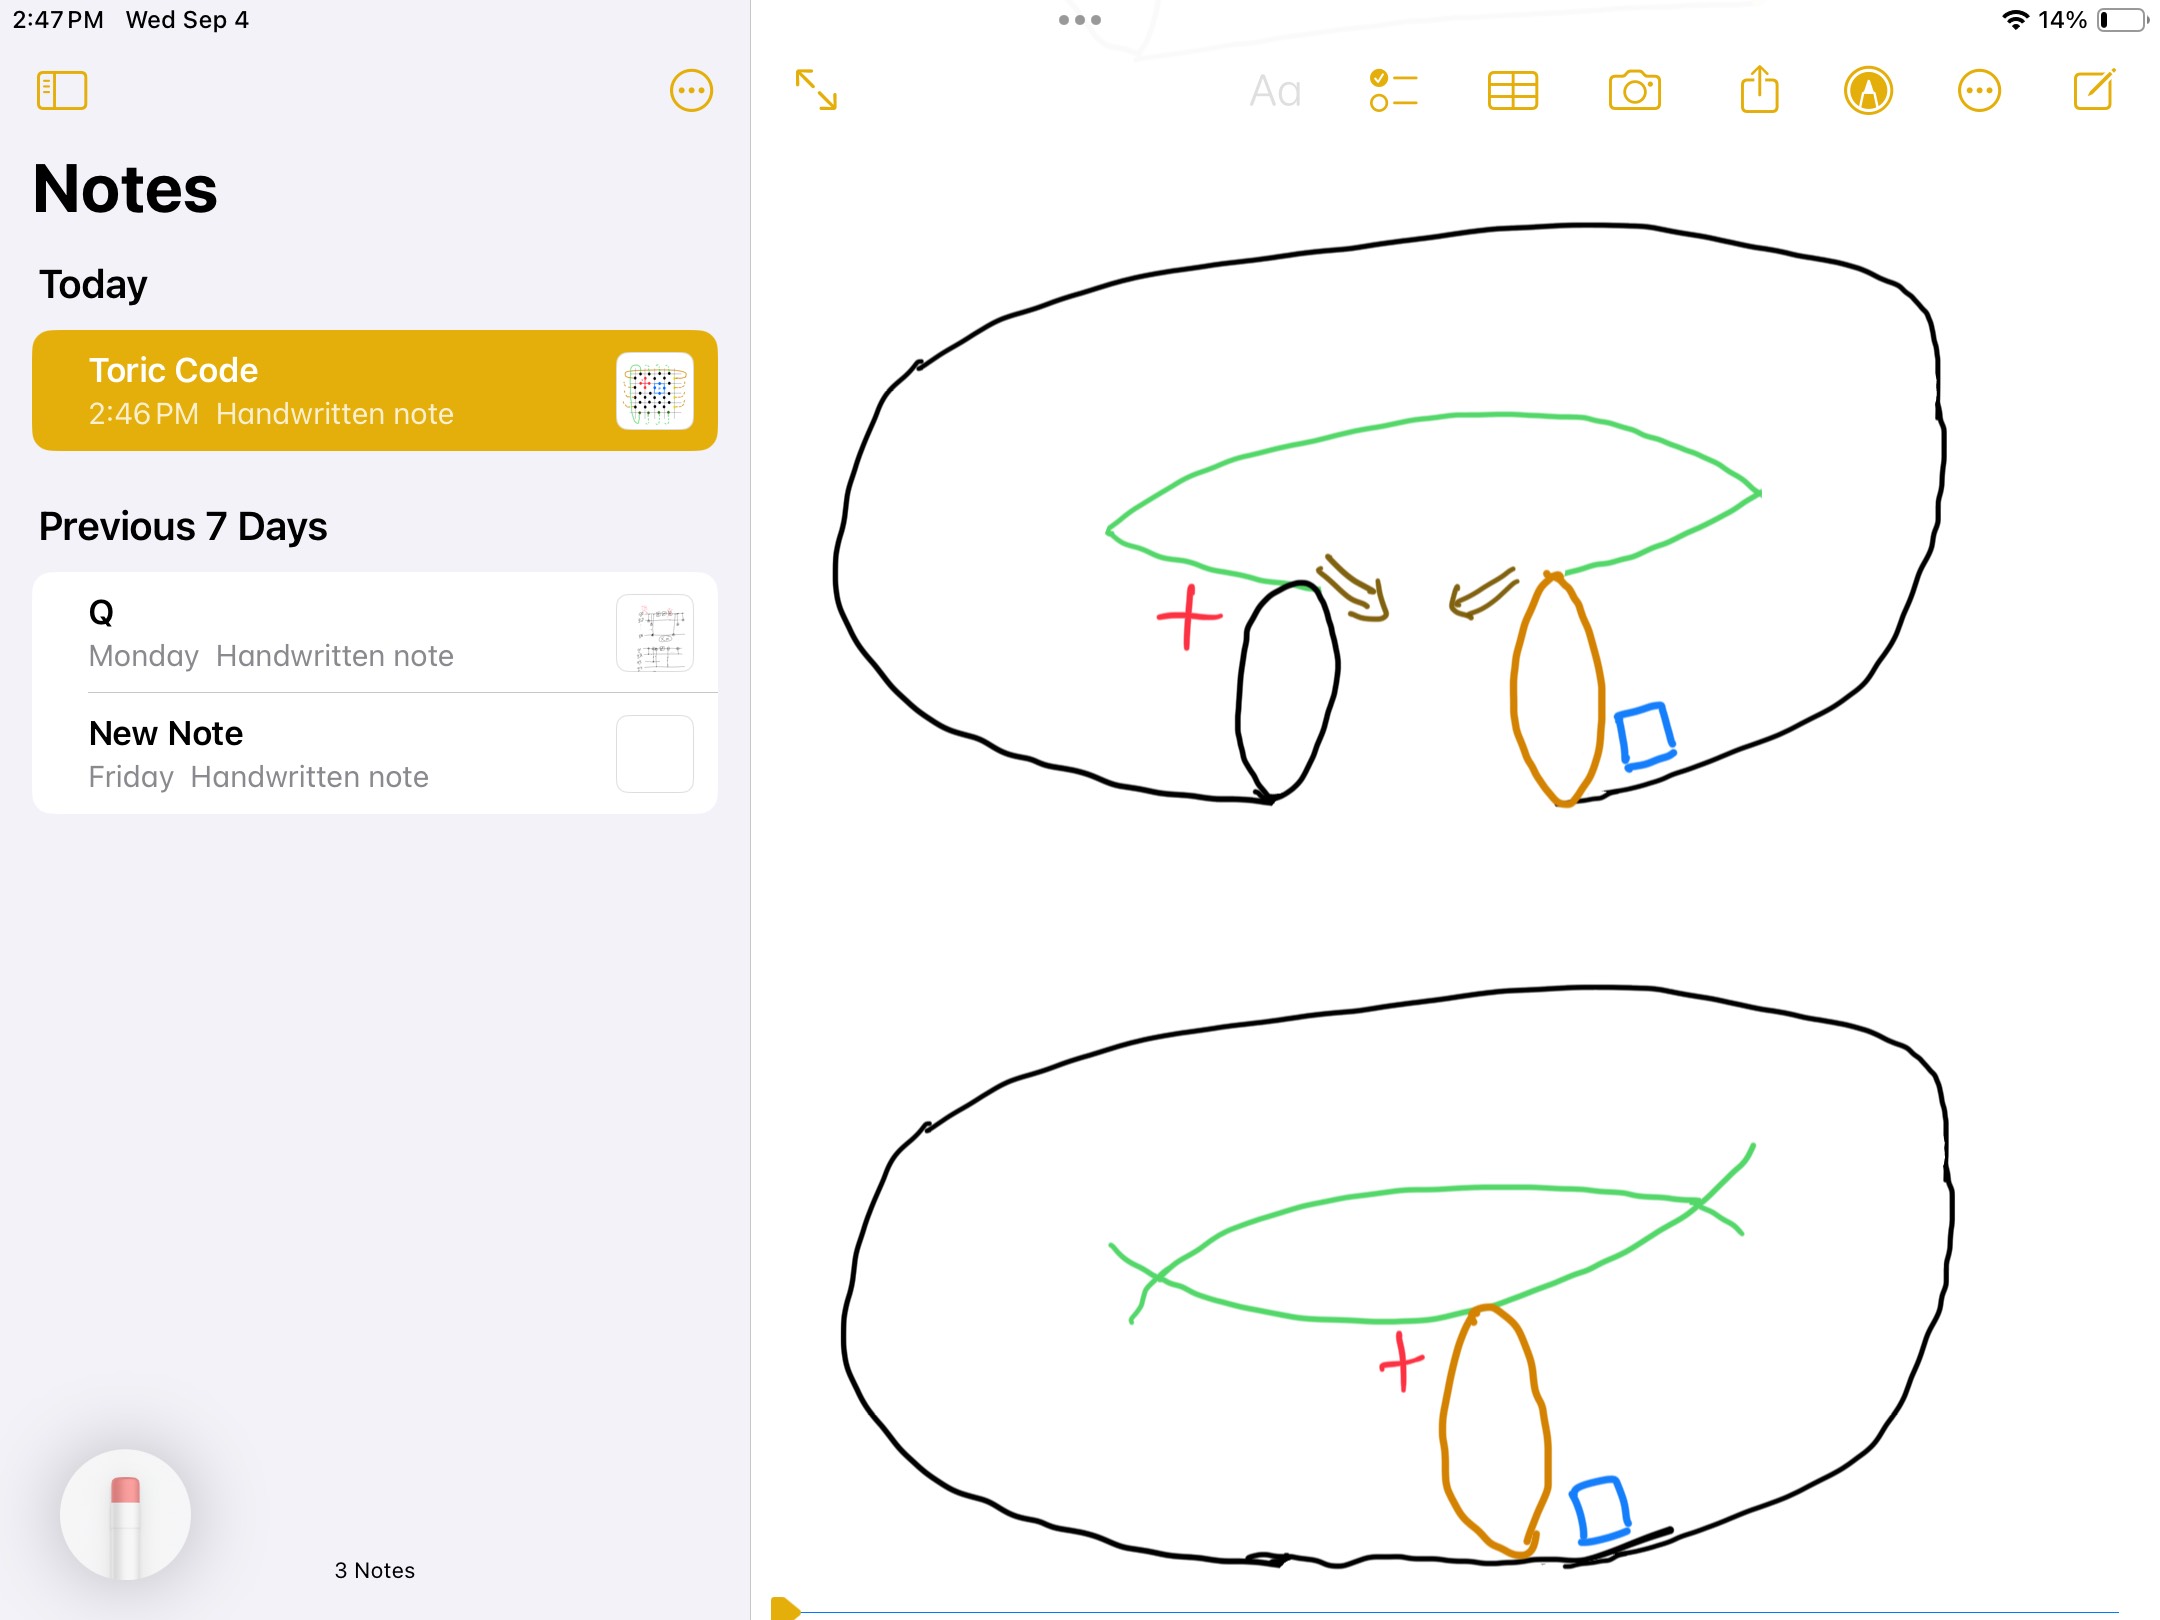 2:47 PM Wed Sep 4
14%
Aa
Notes
Today
Toric Code
2:46 PM Handwritten note
Previous 7 Days
Q
Monday Handwritten note
New Note
Friday Handwritten note
3 Notes